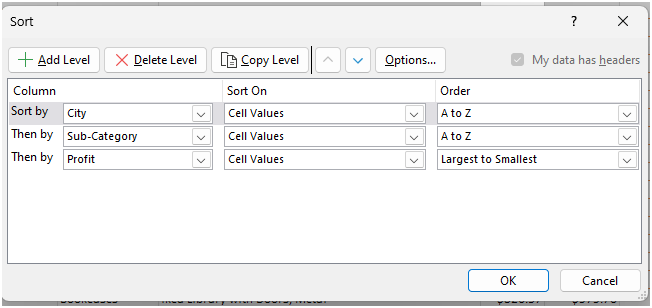 Sort
?
Add Level Delete Level Copy Level Options... My data has headers
Column Sort On Order
Sort by City Cell Values A to Z
Then by Sub-Category Cell Values A to Z
Then by Profit Cell Values Largest to Smallest
OK Cancel